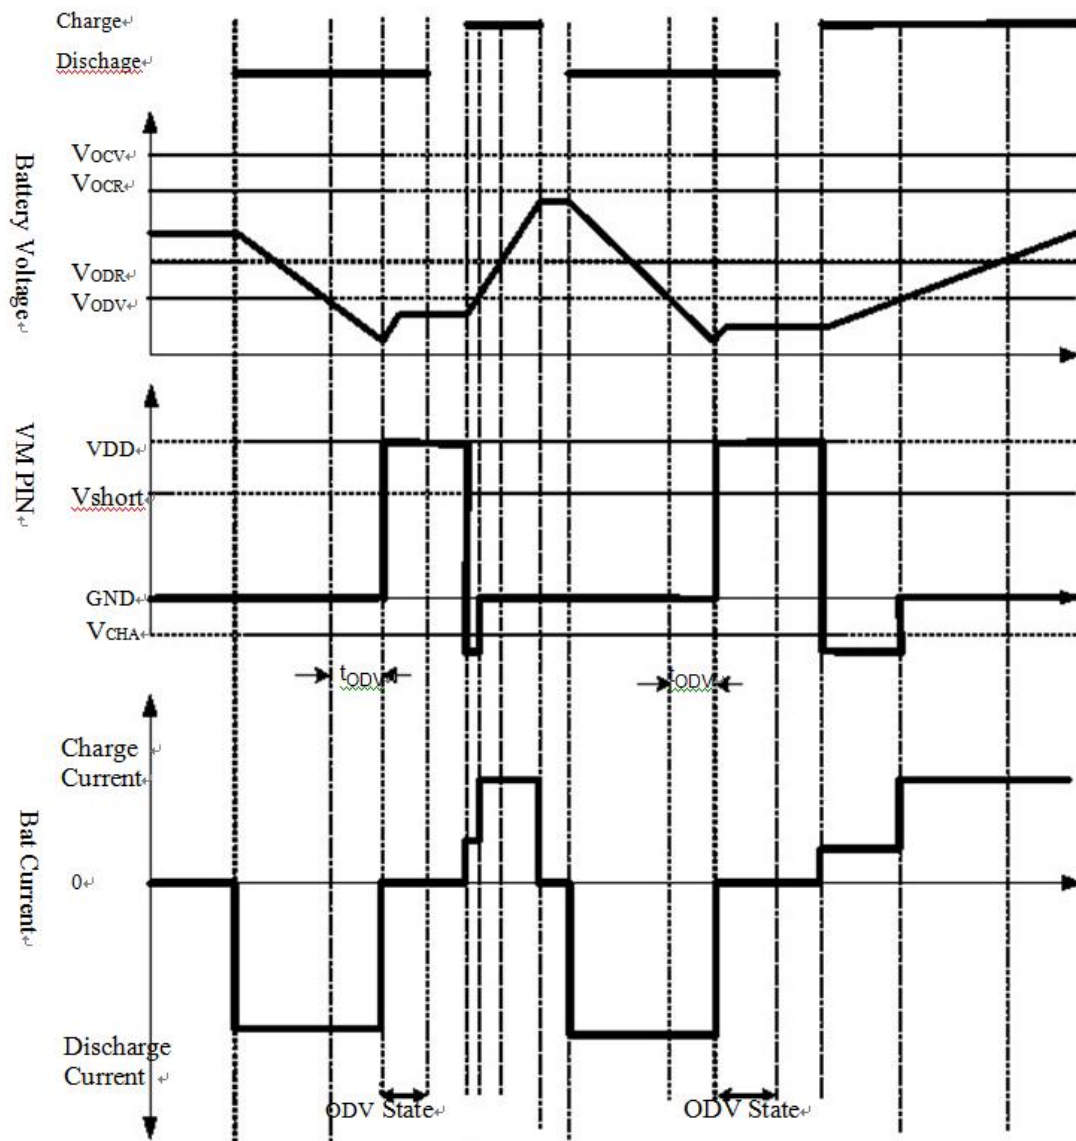 Charge
Dischage
Battery Voltage
VOCV
VOCR
VODR
VODV
VM PIN
VDD
Vshort
GND
VCHA
tODV
tODV
Bat Current
Charge
Current
0
Discharge
Current
ODV State
ODV State